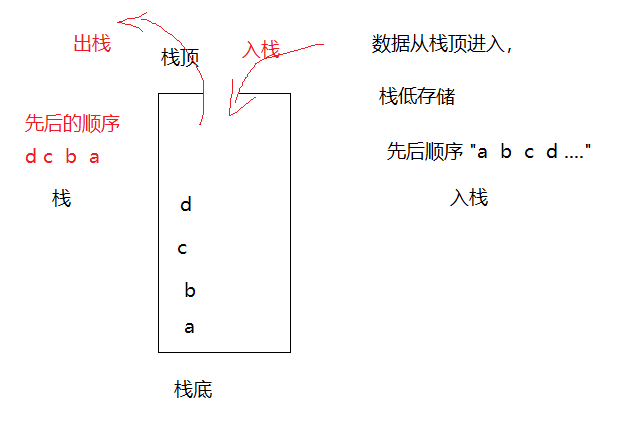 出栈
栈顶
入栈
数据从栈顶进入，
栈低存储
先后的顺序
d c b a
先后顺序 "a b c d ...."
栈
入栈
d
c
b
a
栈底